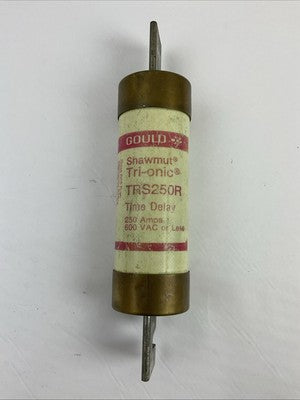 GOULD
Shawmut®
Tri-onic®
TRS250R
Time Delay
250 Amps
600 VAC or Less